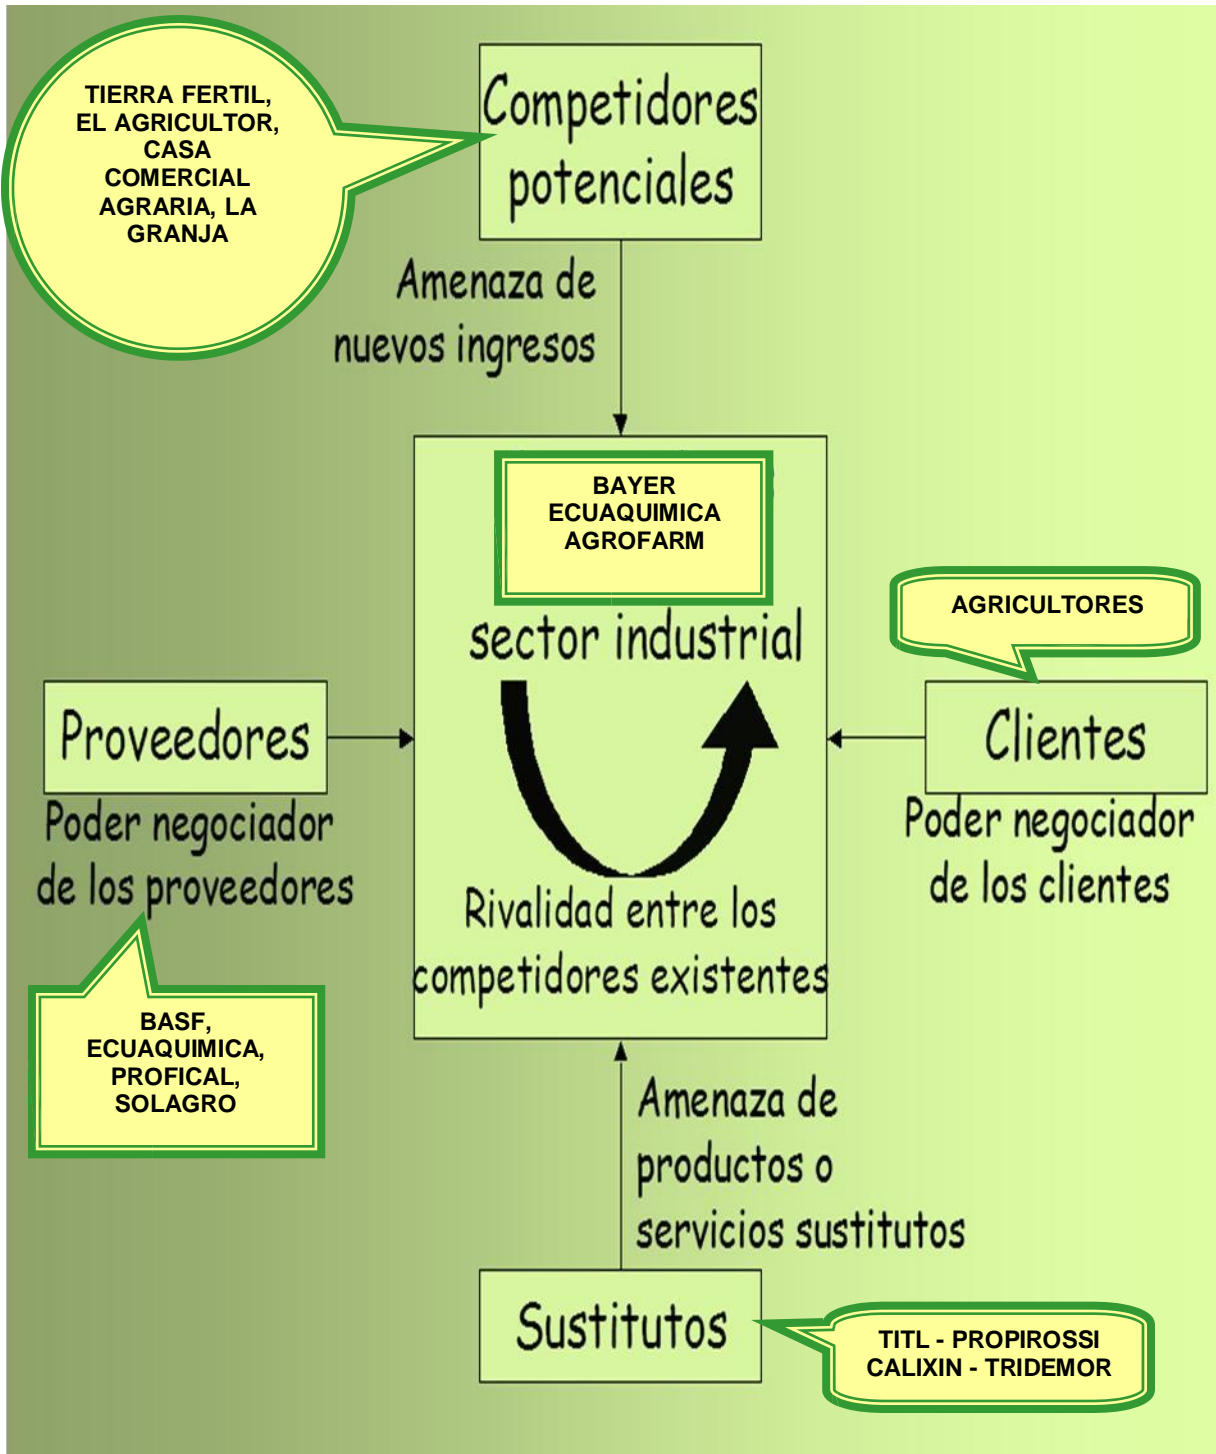 TIERRA FERTIL,
EL AGRICULTOR,
CASA
COMERCIAL
AGRARIA, LA
GRANJA
Competidores
potenciales
Amenaza de
nuevos ingresos
BAYER
ECUAQUIMICA
AGROFARM
sector industrial
AGRICULTORES
Proveedores
Poder negociador
de los proveedores
Clientes
Poder negociador
de los clientes
Rivalidad entre los
competidores existentes
BASF,
ECUAQUIMICA,
PROFICAL,
SOLAGRO
Amenaza de
productos o
servicios sustitutos
Sustitutos
TITL - PROPIROSSI
CALIXIN - TRIDEMOR